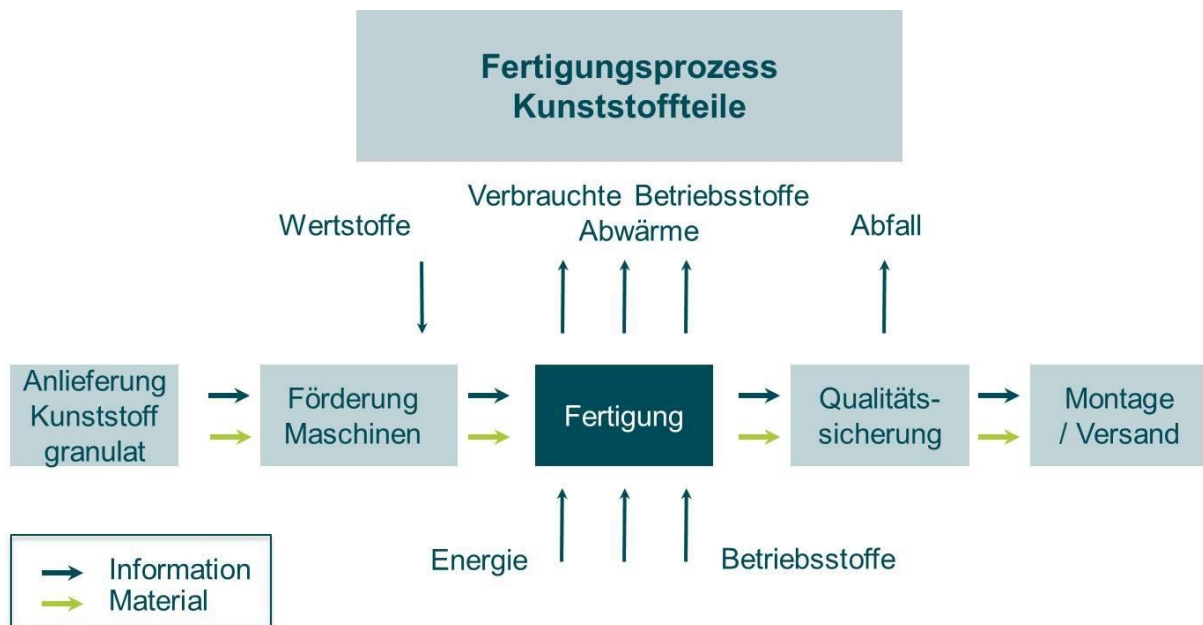 Fertigungsprozess
Kunststoffteile
Verbrauchte Betriebsstoffe
Wertstoffe
Abwärme
Abfall
Anlieferung
Kunststoff
granulat
Förderung
Maschinen
Fertigung
Qualitäts-
sicherung
Montage
/ Versand
Energie
Betriebsstoffe
Information
Material